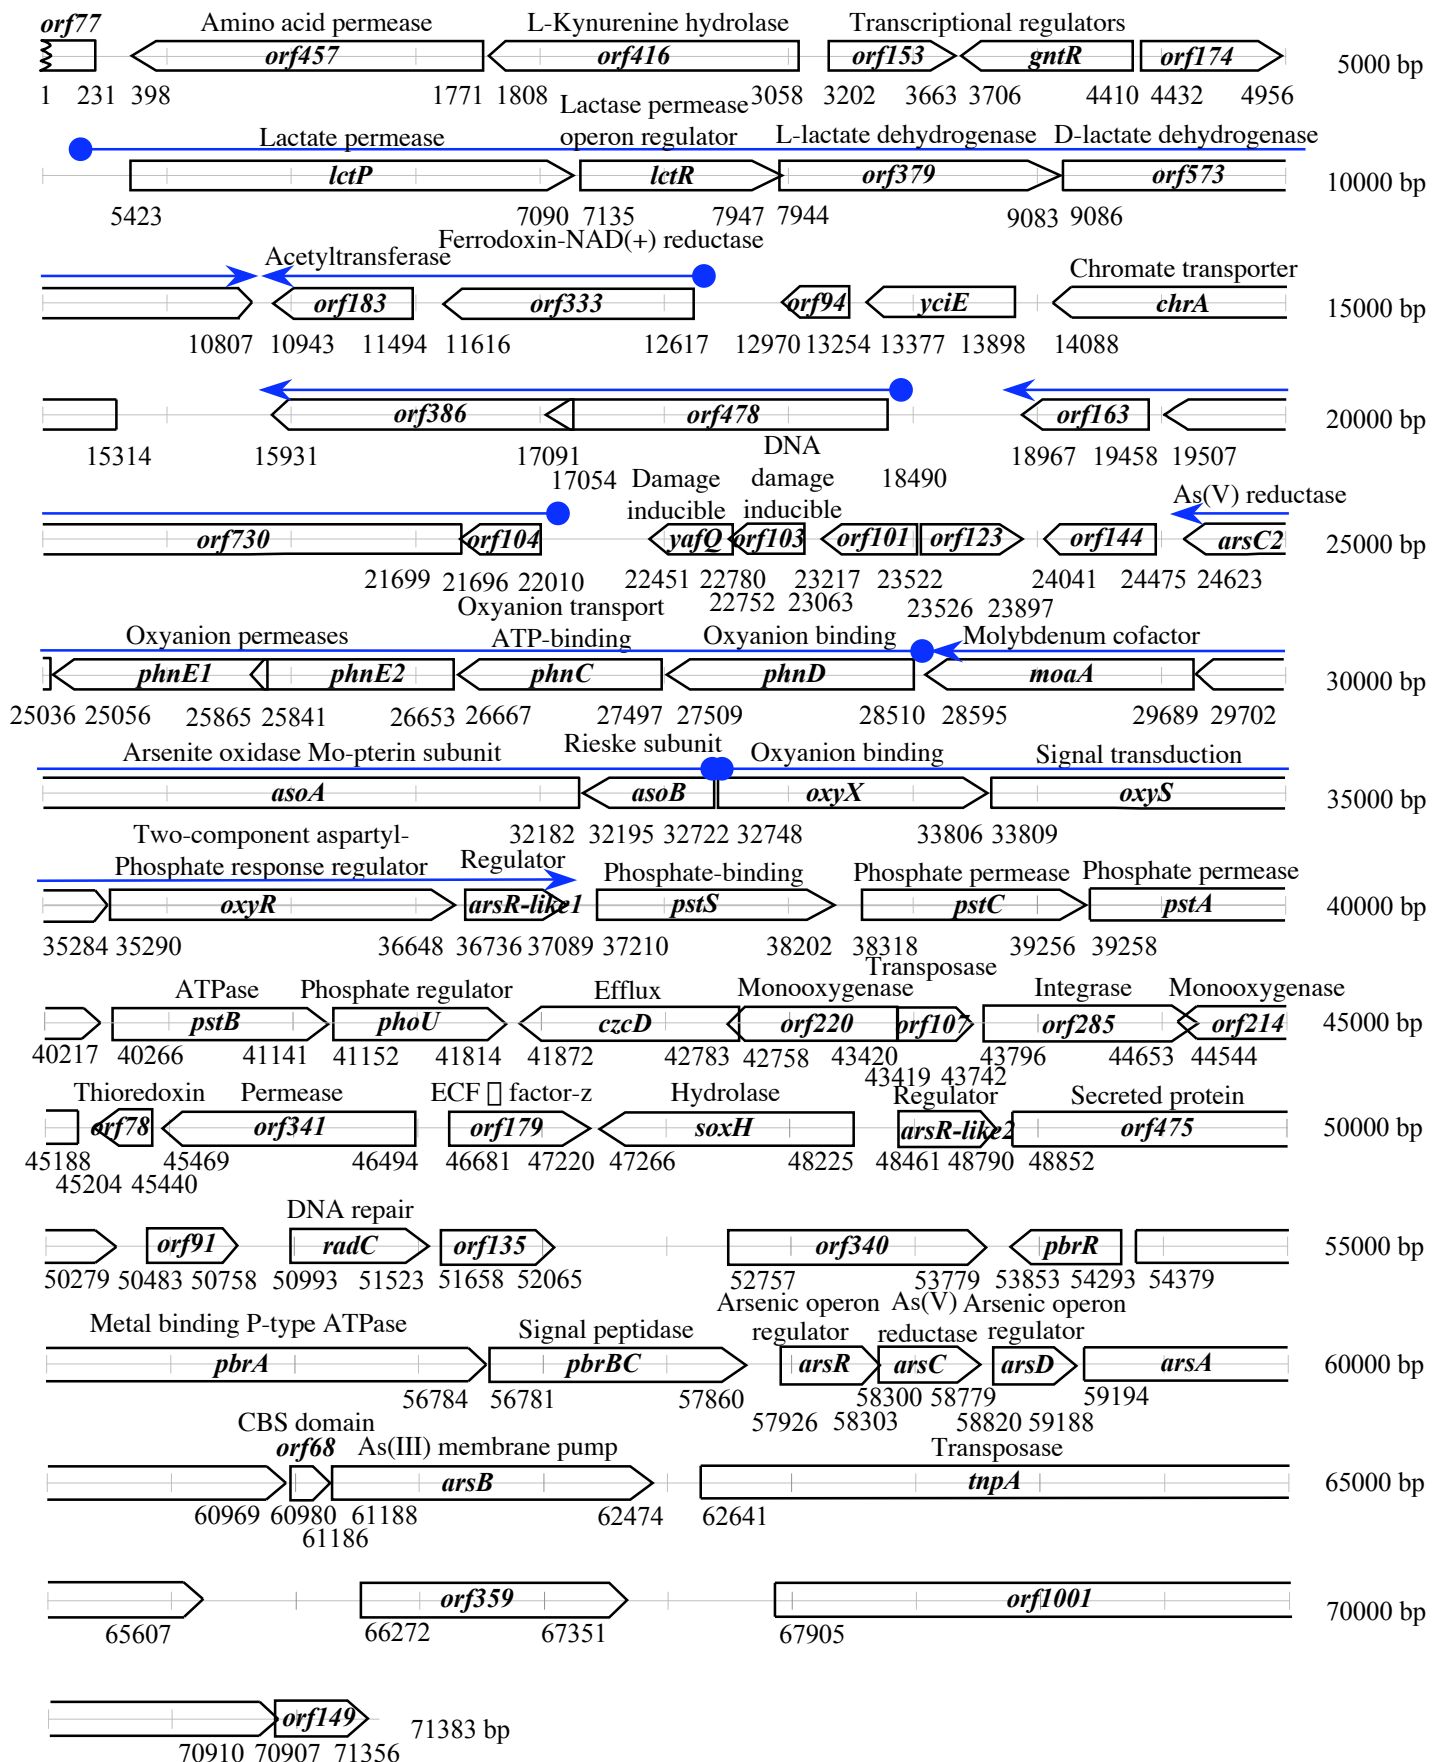 orf77 Amino acid permease L-Kynurenine hydrolase Transcriptional regulators
orf457 orf416 orf153 gntR orf174 5000 bp
1 231 398 1771 1808 3058 3202 3663 3706 4410 4432 4956
Lactase permease
Lactate permease operon regulator L-lactate dehydrogenase D-lactate dehydrogenase
lctP lctR orf379 orf573 10000 bp
5423 7090 7135 7947 7944 9083 9086
Ferrodoxin-NAD(+) reductase
Acetyltransferase Chromate transporter
orf183 orf333 orf94 yciE chrA 15000 bp
10807 10943 11494 11616 12617 12970 13254 13377 13898 14088
orf386 orf478 orf163 20000 bp
15314 15931 17091 17054 18490 18967 19458 19507
DNA
Damage damage
inducible inducible As(V) reductase
orf730 orf104 yafQ orf103 orf101 orf123 orf144 arsC2 25000 bp
21699 21696 22010 22451 22780 23217 23522 24041 24475 24623
22752 23063 23526 23897
Oxyanion transport
Oxyanion permeases ATP-binding Oxyanion binding Molybdenum cofactor
phnE1 phnE2 phnC phnD moaA 30000 bp
25036 25056 25865 25841 26653 26667 27497 27509 28510 28595 29689 29702
Arsenite oxidase Mo-pterin subunit Rieske subunit Oxyanion binding Signal transduction
asoA asoB oxyX oxyS 35000 bp
32182 32195 32722 32748 33806 33809
Two-component aspartyl-
Phosphate response regulator Regulator Phosphate-binding Phosphate permease Phosphate permease
oxyR arsR-like1 pstS pstC pstA 40000 bp
35284 35290 36648 36736 37089 37210 38202 38318 39256 39258
Transposase
ATPase Phosphate regulator Efflux Monooxygenase Integrase Monooxygenase
pstB phoU czcD orf220 orf107 orf285 orf214 45000 bp
40217 40266 41141 41152 41814 41872 42783 42758 43420 43796 44653 44544
43419 43742
Thioredoxin Permease ECF □ factor-z Hydrolase Regulator Secreted protein
orf78 orf341 orf179 soxH arsR-like2 orf475 50000 bp
45188 45469 46494 46681 47220 47266 48225 48461 48790 48852
45204 45440
DNA repair
orf91 radC orf135 orf340 pbrR 55000 bp
50279 50483 50758 50993 51523 51658 52065 52757 53779 53853 54293 54379
Arsenic operon As(V) Arsenic operon
Metal binding P-type ATPase Signal peptidase regulator reductase regulator
pbrA pbrBC arsR arsC arsD arsA 60000 bp
56784 56781 57860 58300 58779 59194
57926 58303 58820 59188
CBS domain
orf68 As(III) membrane pump Transposase
arsB tnpA 65000 bp
60969 60980 61188 62474 62641
61186
orf359 orf1001 70000 bp
65607 66272 67351 67905
orf149 71383 bp
70910 70907 71356